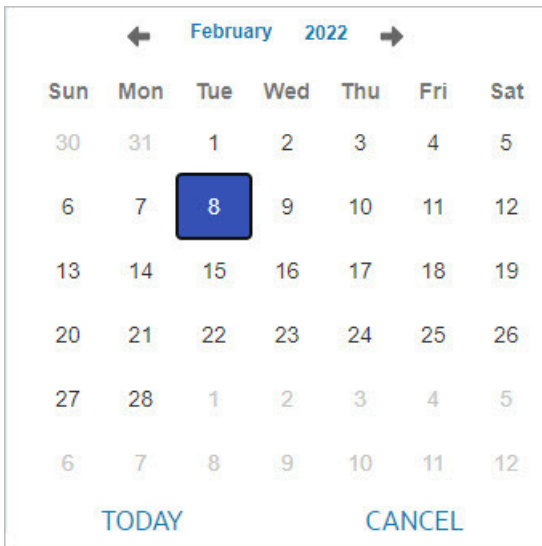 February 2022
Sun Mon Tue Wed Thu Fri Sat
30 31 1 2 3 4 5
6 7 8 9 10 11 12
13 14 15 16 17 18 19
20 21 22 23 24 25 26
27 28 1 2 3 4 5
6 7 8 9 10 11 12
TODAY CANCEL